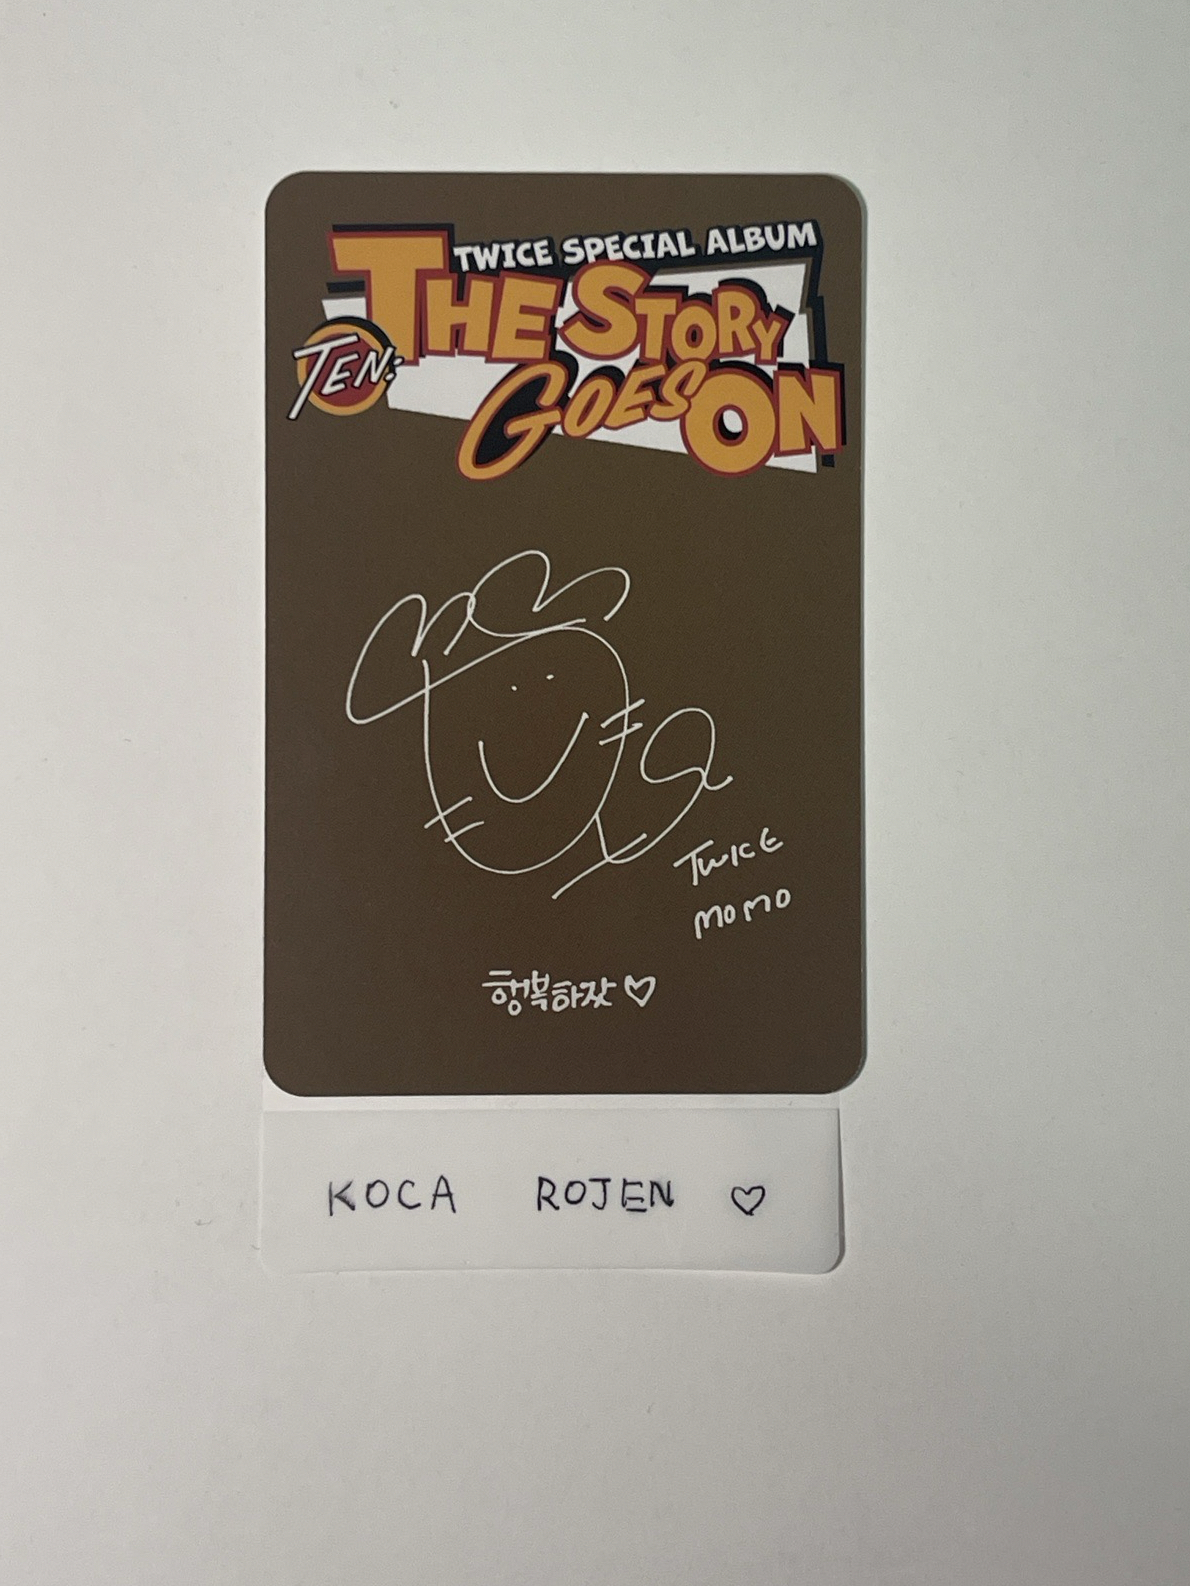 TWICE SPECIAL ALBUM
TEN: THE STORY
GOES ON
TWICE
MOMO
행복하잣♡
KOCA ROJEN ♡